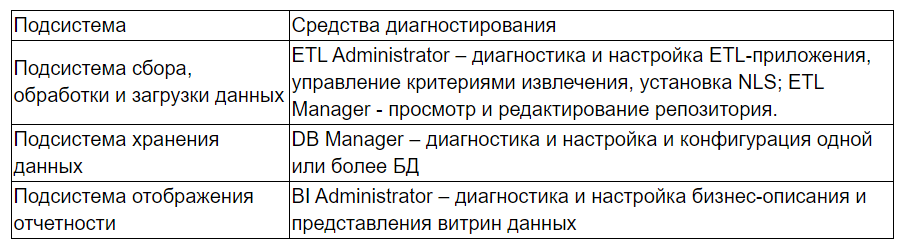 Подсистема
Средства диагностирования
Подсистема сбора,
обработки и загрузки данных
ETL Administrator – диагностика и настройка ETL-приложения,
управление критериями извлечения, установка NLS; ETL
Manager - просмотр и редактирование репозитория.
Подсистема хранения
данных
DB Manager – диагностика и настройка и конфигурация одной
или более БД
Подсистема отображения
отчетности
BI Administrator – диагностика и настройка бизнес-описания и
представления витрин данных